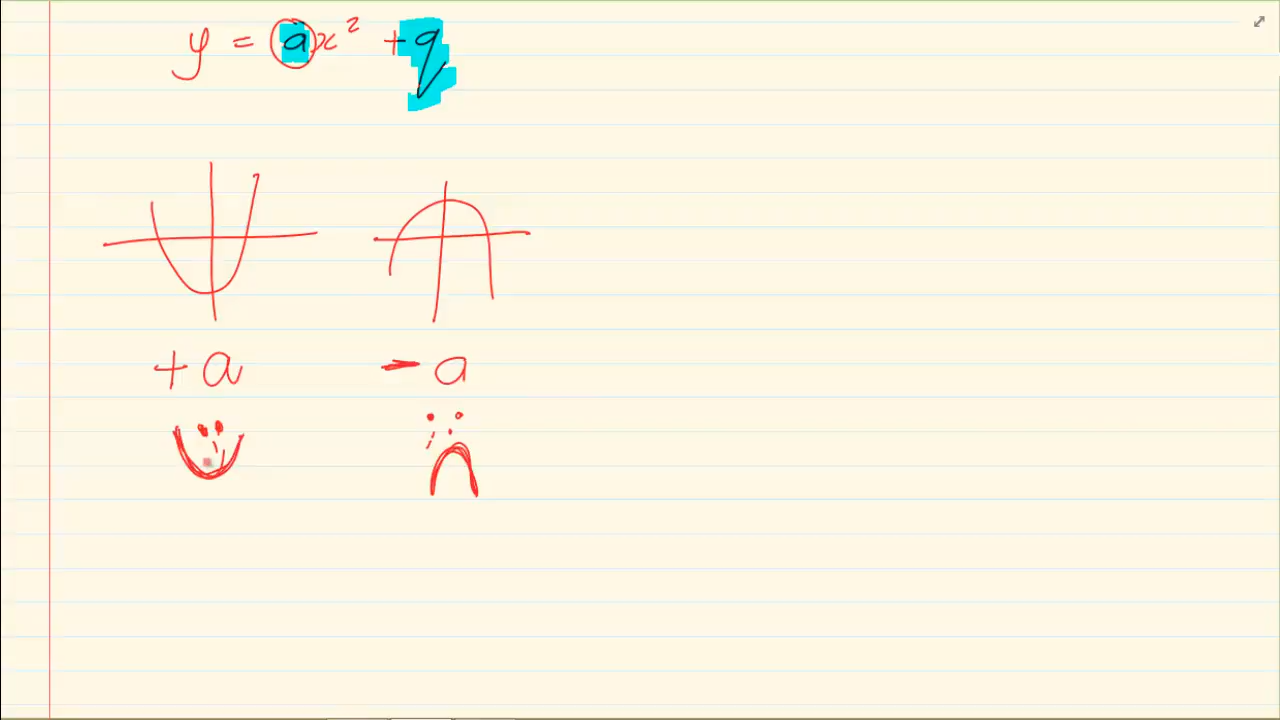 y = ax² + q
+ a - a